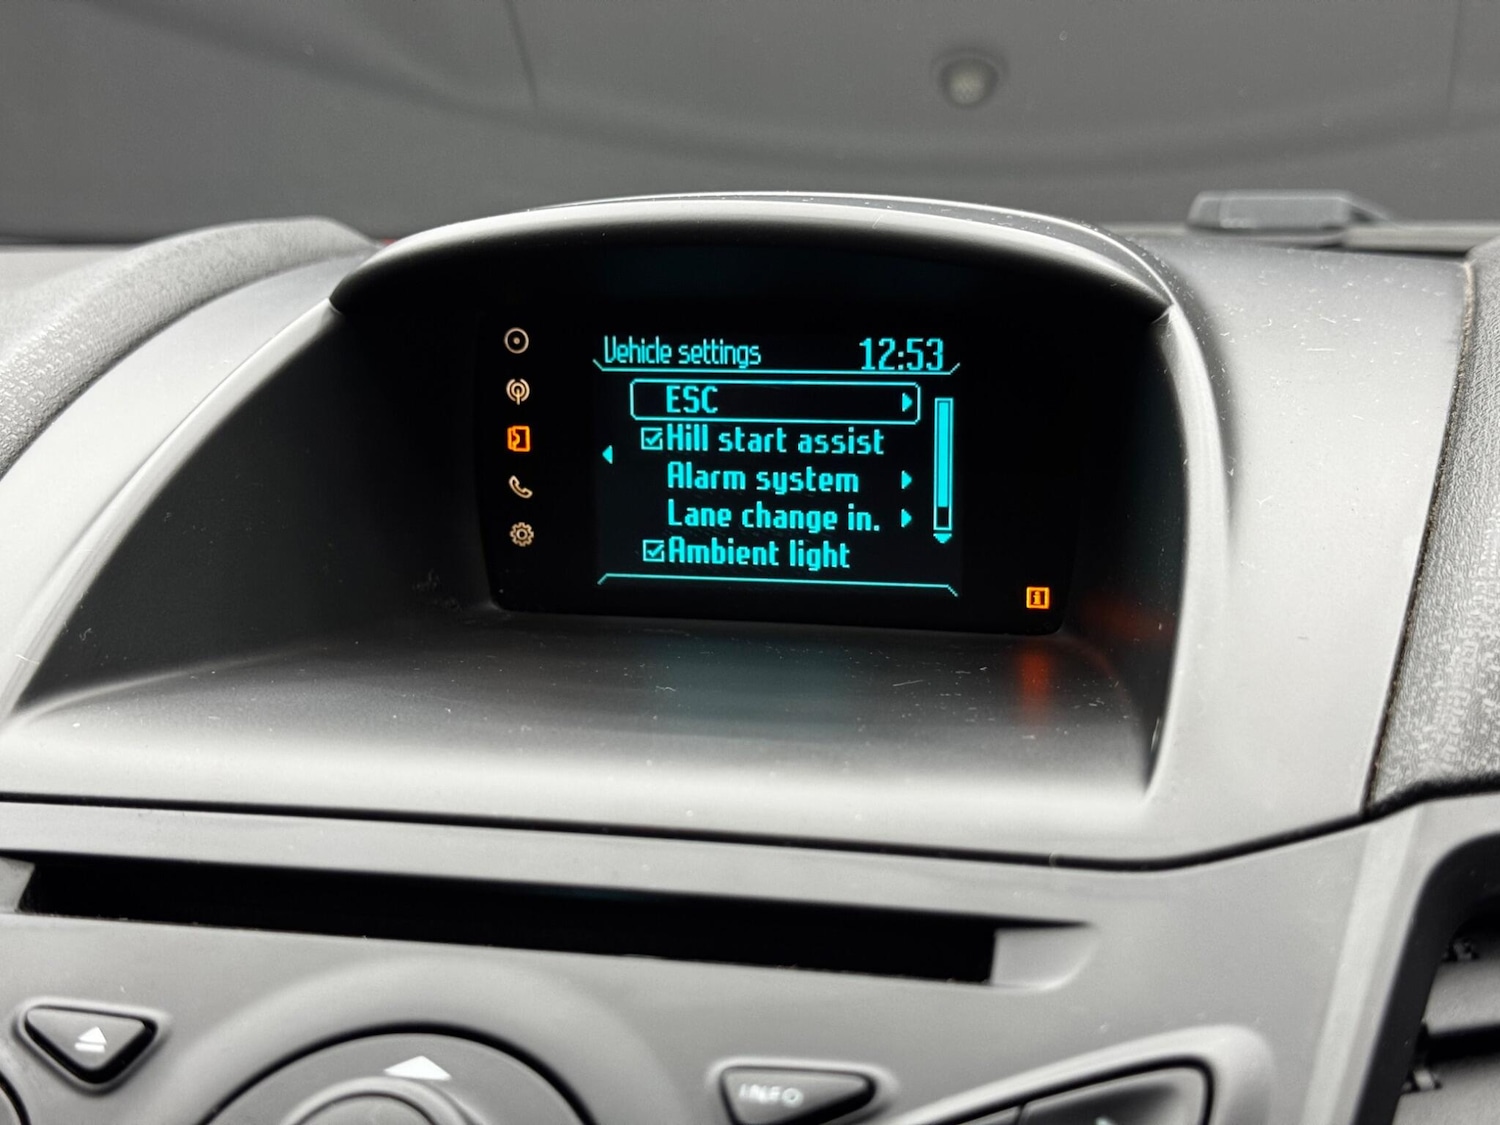 Vehicle settings 12:53
ESC
Hill start assist
Alarm system
Lane change in.
Ambient light
i
INFO